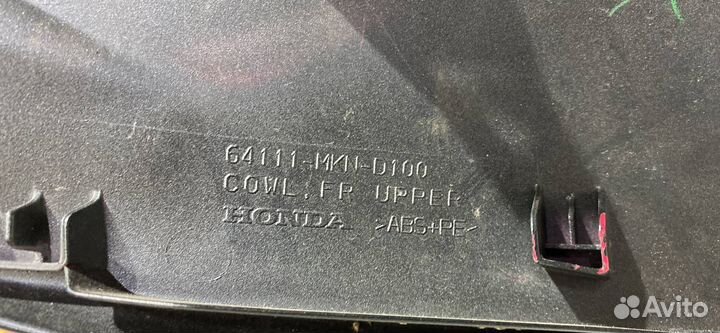 64111-MKN-D100
COWL, FR UPPER
HONDA >ABS+PE<
Avito